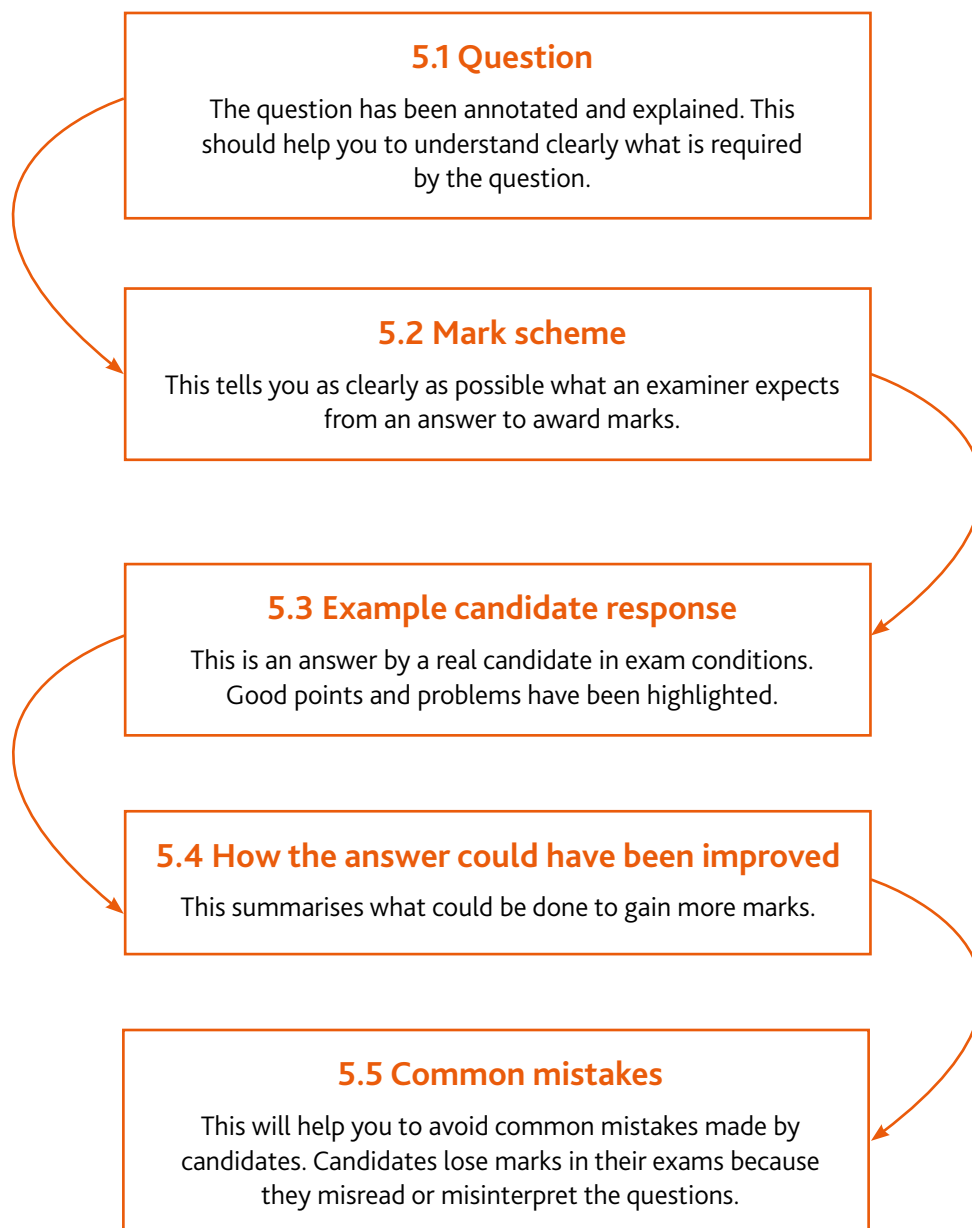 5.1 Question
The question has been annotated and explained. This
should help you to understand clearly what is required
by the question.
5.2 Mark scheme
This tells you as clearly as possible what an examiner expects
from an answer to award marks.
5.3 Example candidate response
This is an answer by a real candidate in exam conditions.
Good points and problems have been highlighted.
5.4 How the answer could have been improved
This summarises what could be done to gain more marks.
5.5 Common mistakes
This will help you to avoid common mistakes made by
candidates. Candidates lose marks in their exams because
they misread or misinterpret the questions.